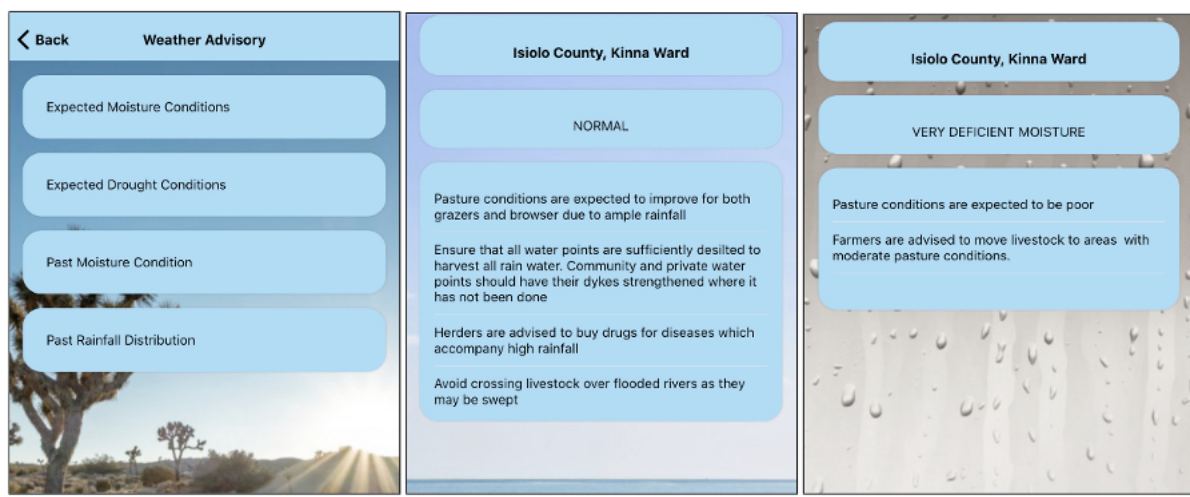 Back
Weather Advisory
Expected Moisture Conditions
Expected Drought Conditions
Past Moisture Condition
Past Rainfall Distribution
Isiolo County, Kinna Ward
NORMAL
Pasture conditions are expected to improve for both
grazers and browser due to ample rainfall
Ensure that all water points are sufficiently desilted to
harvest all rain water. Community and private water
points should have their dykes strengthened where it
has not been done
Herders are advised to buy drugs for diseases which
accompany high rainfall
Avoid crossing livestock over flooded rivers as they
may be swept
Isiolo County, Kinna Ward
VERY DEFICIENT MOISTURE
Pasture conditions are expected to be poor
Farmers are advised to move livestock to areas with
moderate pasture conditions.